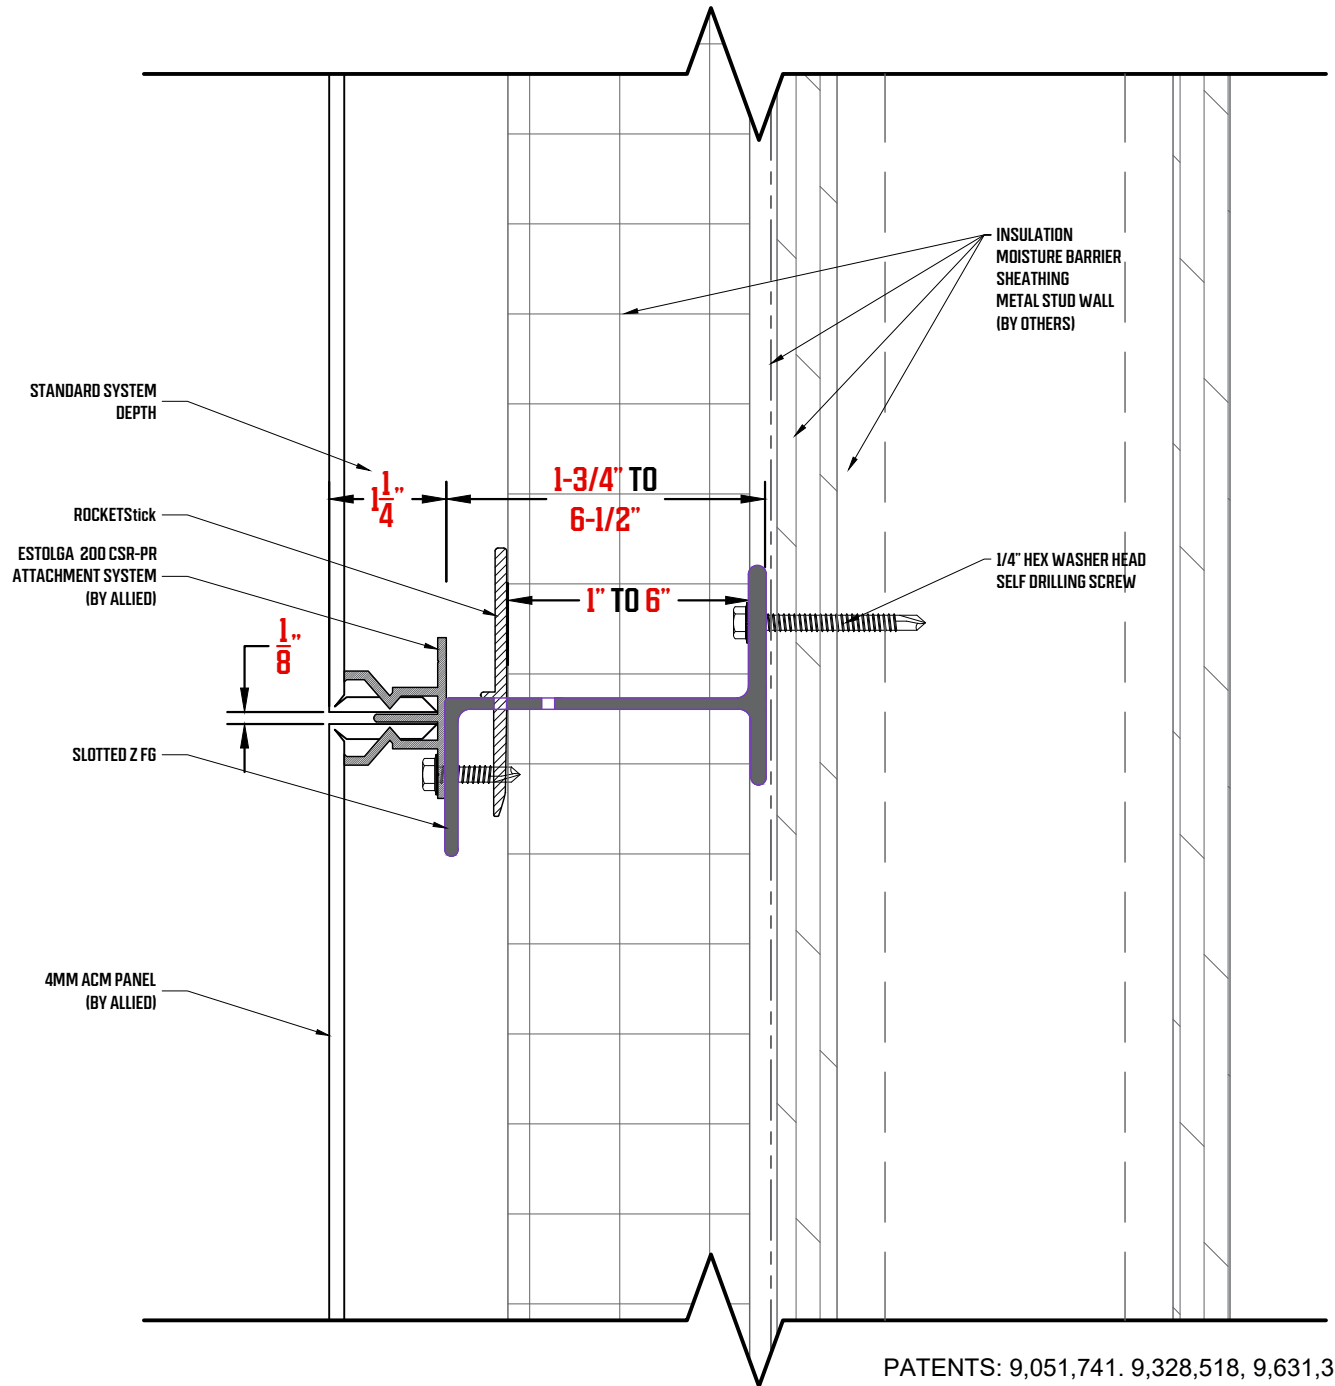 INSULATION
MOISTURE BARRIER
SHEATHING
METAL STUD WALL
(BY OTHERS)
STANDARD SYSTEM
DEPTH
1 1/4"
1-3/4" TO
6-1/2"
ROCKETStick
ESTOLGA 200 CSR-PR
ATTACHMENT SYSTEM
(BY ALLIED)
1/4" HEX WASHER HEAD
SELF DRILLING SCREW
1" TO 6"
1/8"
SLOTTED Z FG
4MM ACM PANEL
(BY ALLIED)
PATENTS: 9,051,741. 9,328,518, 9,631,3